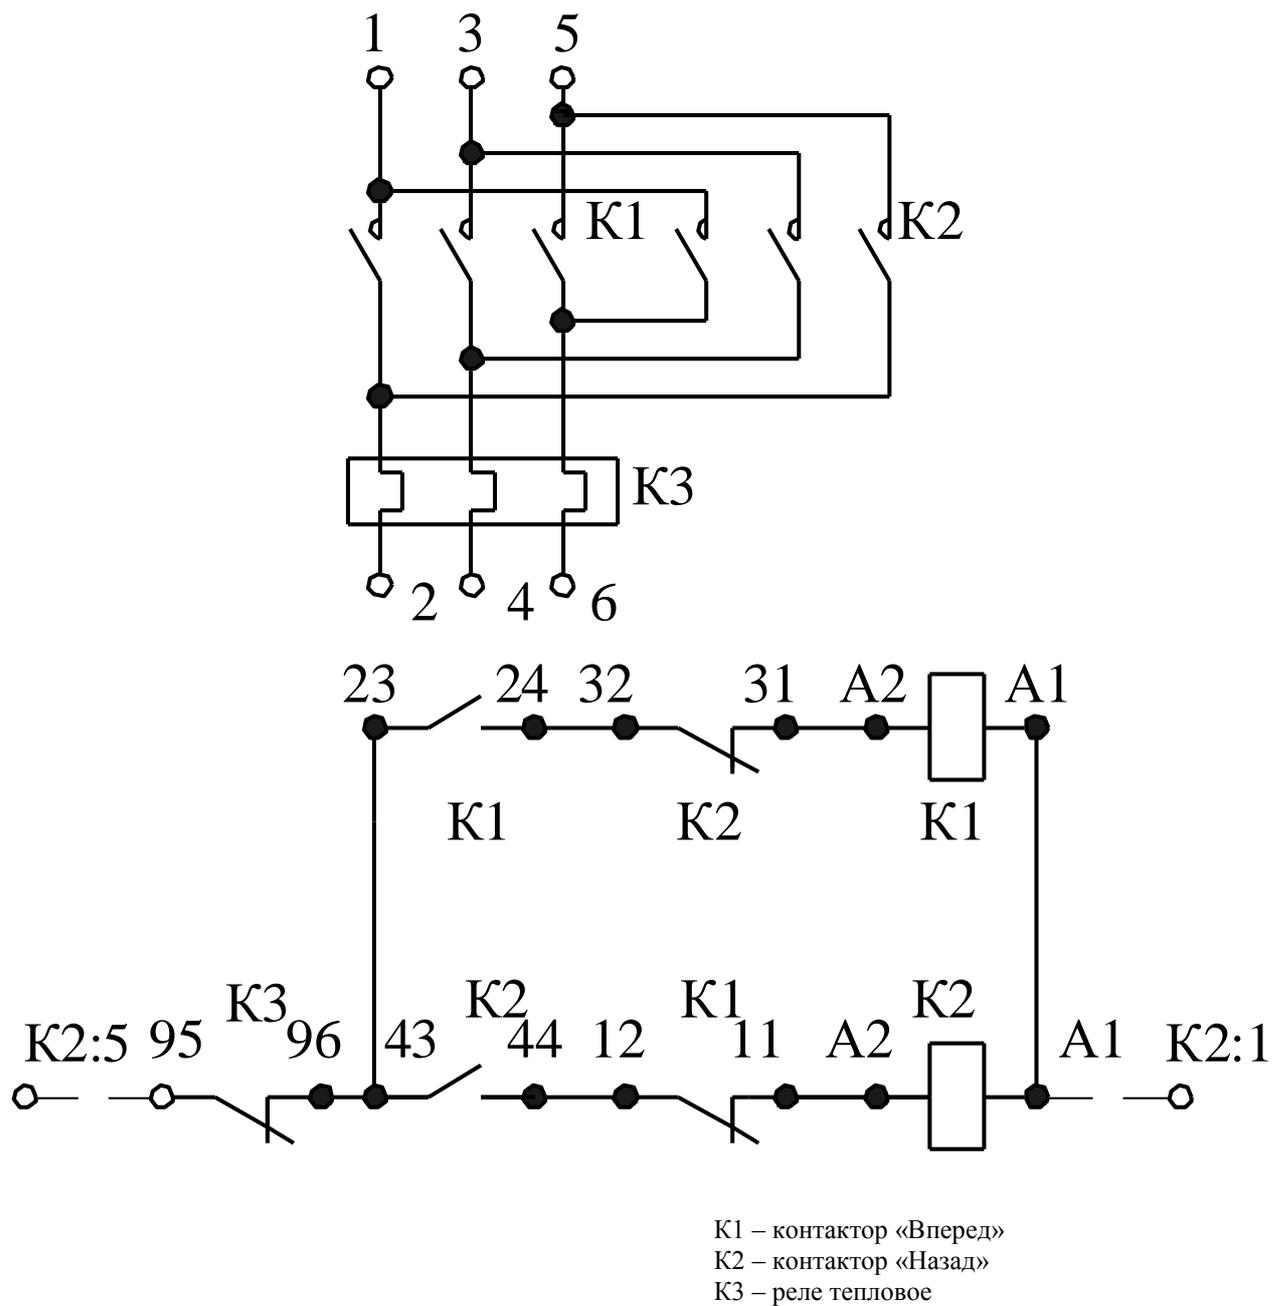 1 3 5
К1 К2
К3
2 4 6
23 24 32 31 А2 А1
К1 К2 К1
К3 К2 К1 К2
К2:5 95 96 43 44 12 11 А2 А1 К2:1
К1 – контактор «Вперед»
К2 – контактор «Назад»
К3 – реле тепловое